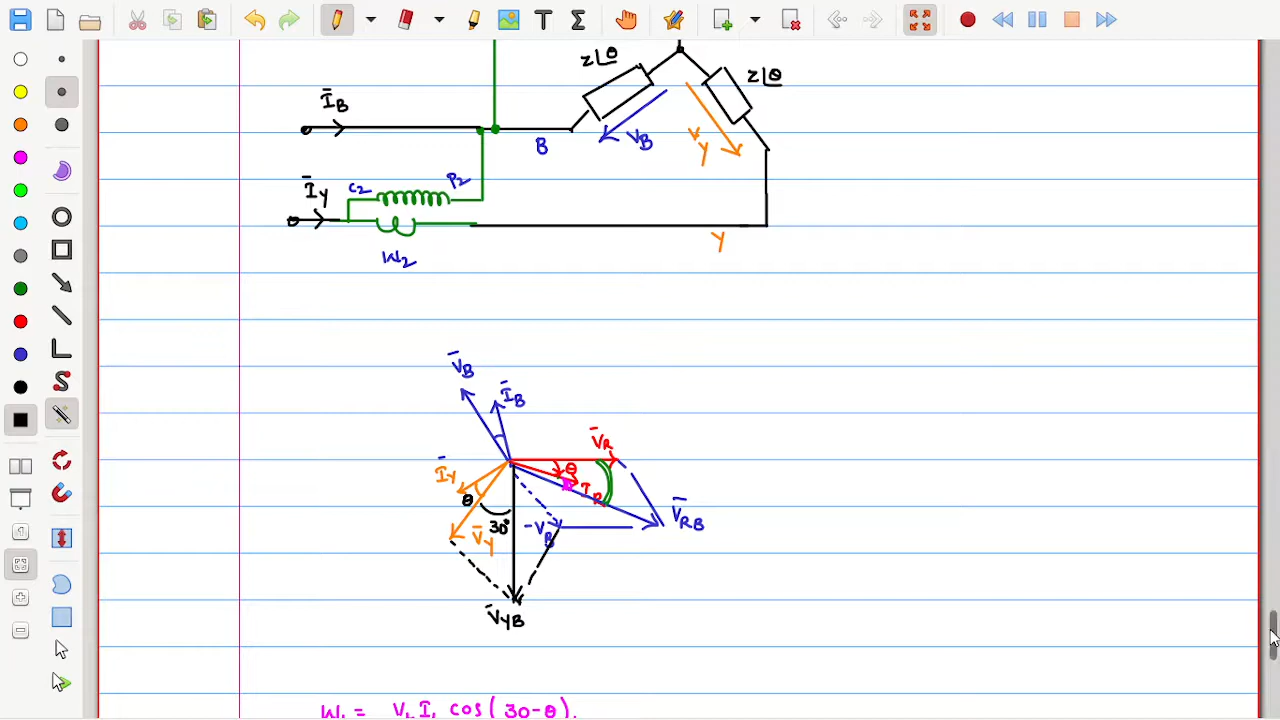 z∠θ
z∠θ
Ī_B
B
V_B
V_Y
Ī_Y
C2
P2
Y
W2
V̄_B
Ī_B
V̄_R
Ī_Y
θ
θ
I_R
30°
-V_B
V̄_RB
V̄_Y
V̄_YB
W₁ = V_L I_L cos(30-θ).